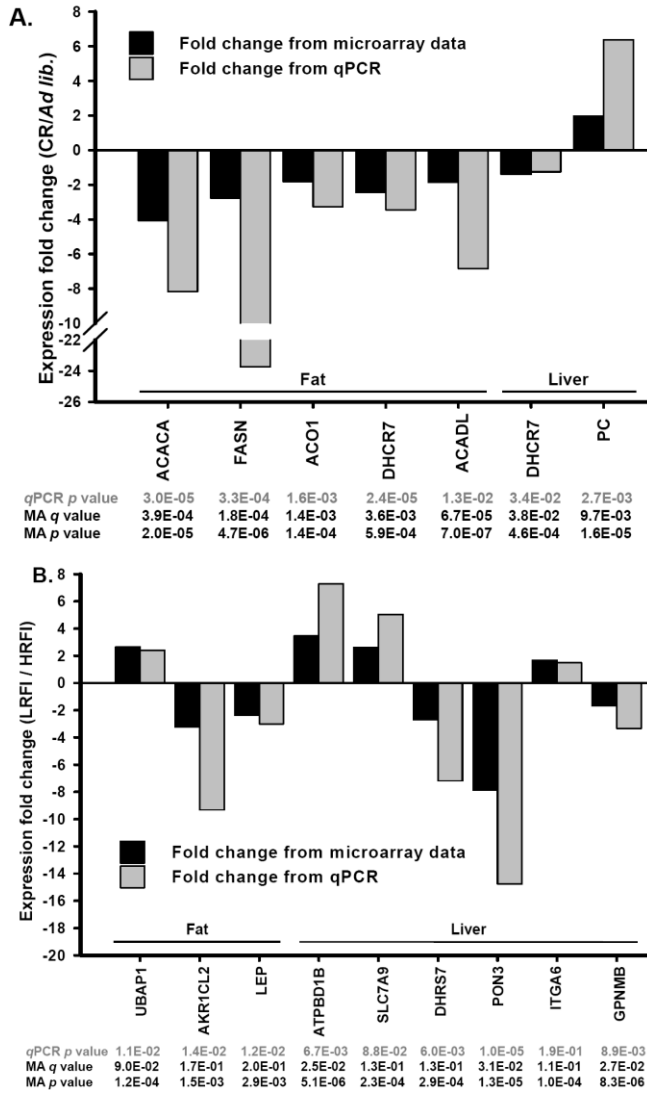 A.
Fold change from microarray data
Fold change from qPCR
Expression fold change (CR/Ad lib.)
8
6
4
2
0
-2
-4
-6
-8
-10
-22
-24
-26
Fat Liver
ACACA FASN ACO1 DHCR7 ACADL DHCR7 PC
qPCR p value 3.0E-05 3.3E-04 1.6E-03 2.4E-05 1.3E-02 3.4E-02 2.7E-03
MA q value 3.9E-04 1.8E-04 1.4E-03 3.6E-03 6.7E-05 3.8E-02 9.7E-03
MA p value 2.0E-05 4.7E-06 1.4E-04 5.9E-04 7.0E-07 4.6E-04 1.6E-05
B.
Expression fold change (LRFI / HRFI)
8
6
4
2
0
-2
-4
-6
-8
-10
-12
-14
-16
-18
-20
Fold change from microarray data
Fold change from qPCR
Fat Liver
UBAP1 AKR1CL2 LEP ATPBD1B SLC7A9 DHRS7 PON3 ITGA6 GPNMB
qPCR p value 1.1E-02 1.4E-02 1.2E-02 6.7E-03 8.8E-02 6.0E-03 1.0E-05 1.9E-01 8.9E-03
MA q value 9.0E-02 1.7E-01 2.0E-01 2.5E-02 1.3E-01 1.3E-01 3.1E-02 1.1E-01 2.7E-02
MA p value 1.2E-04 1.5E-03 2.9E-03 5.1E-06 2.3E-04 2.9E-04 1.3E-05 1.0E-04 8.3E-06